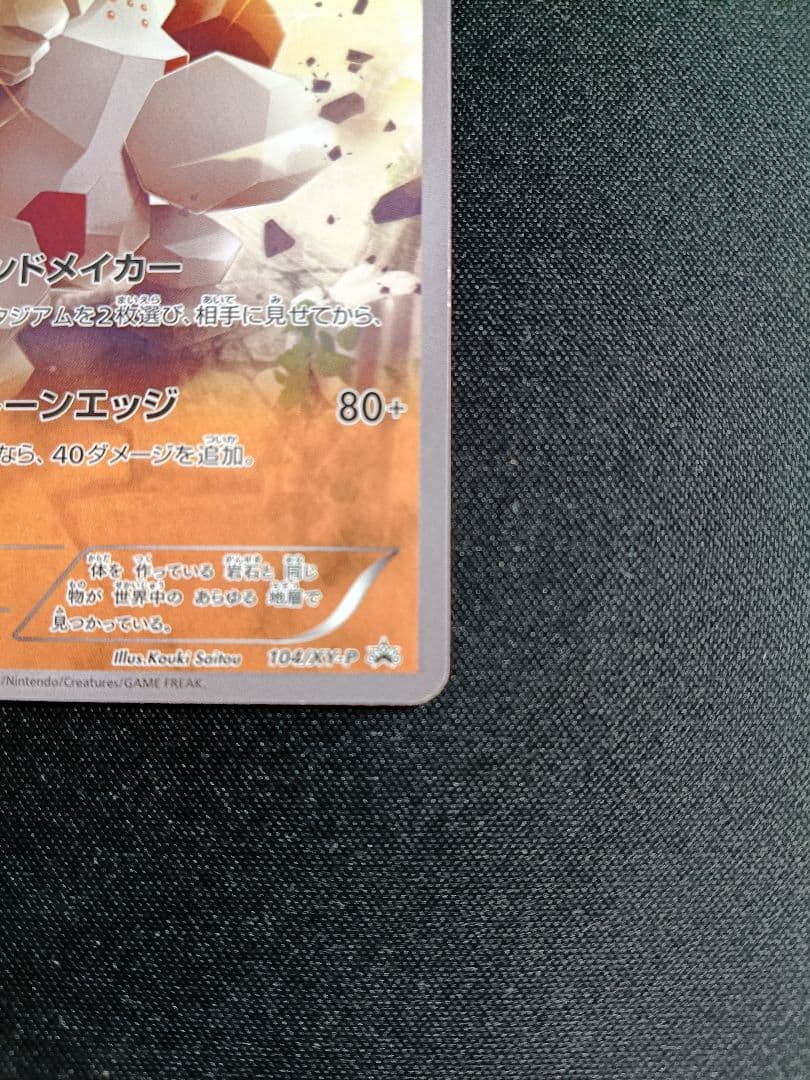 ンドメイカー
タジアムを2枚選び、相手に見せてから、
ーンエッジ 80+
なら、40ダメージを追加。
体を 作っている 岩石と 同じ
物が 世界中の あらゆる 地層で
見つかっている。
Illus.Kouki Saitou 104/XY-P
/Nintendo/Creatures/GAME FREAK.